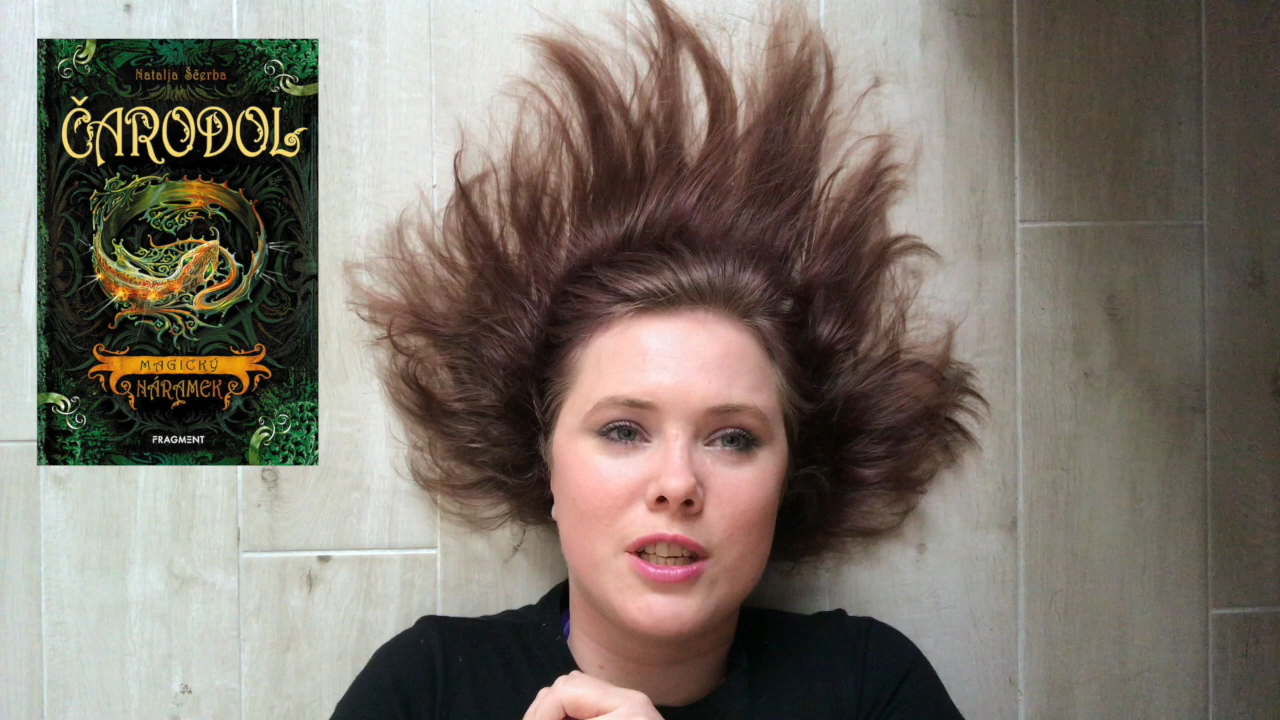 Natalja Ščerba
ČARODOL
MAGICKÝ
NÁRAMEK
FRAGMENT